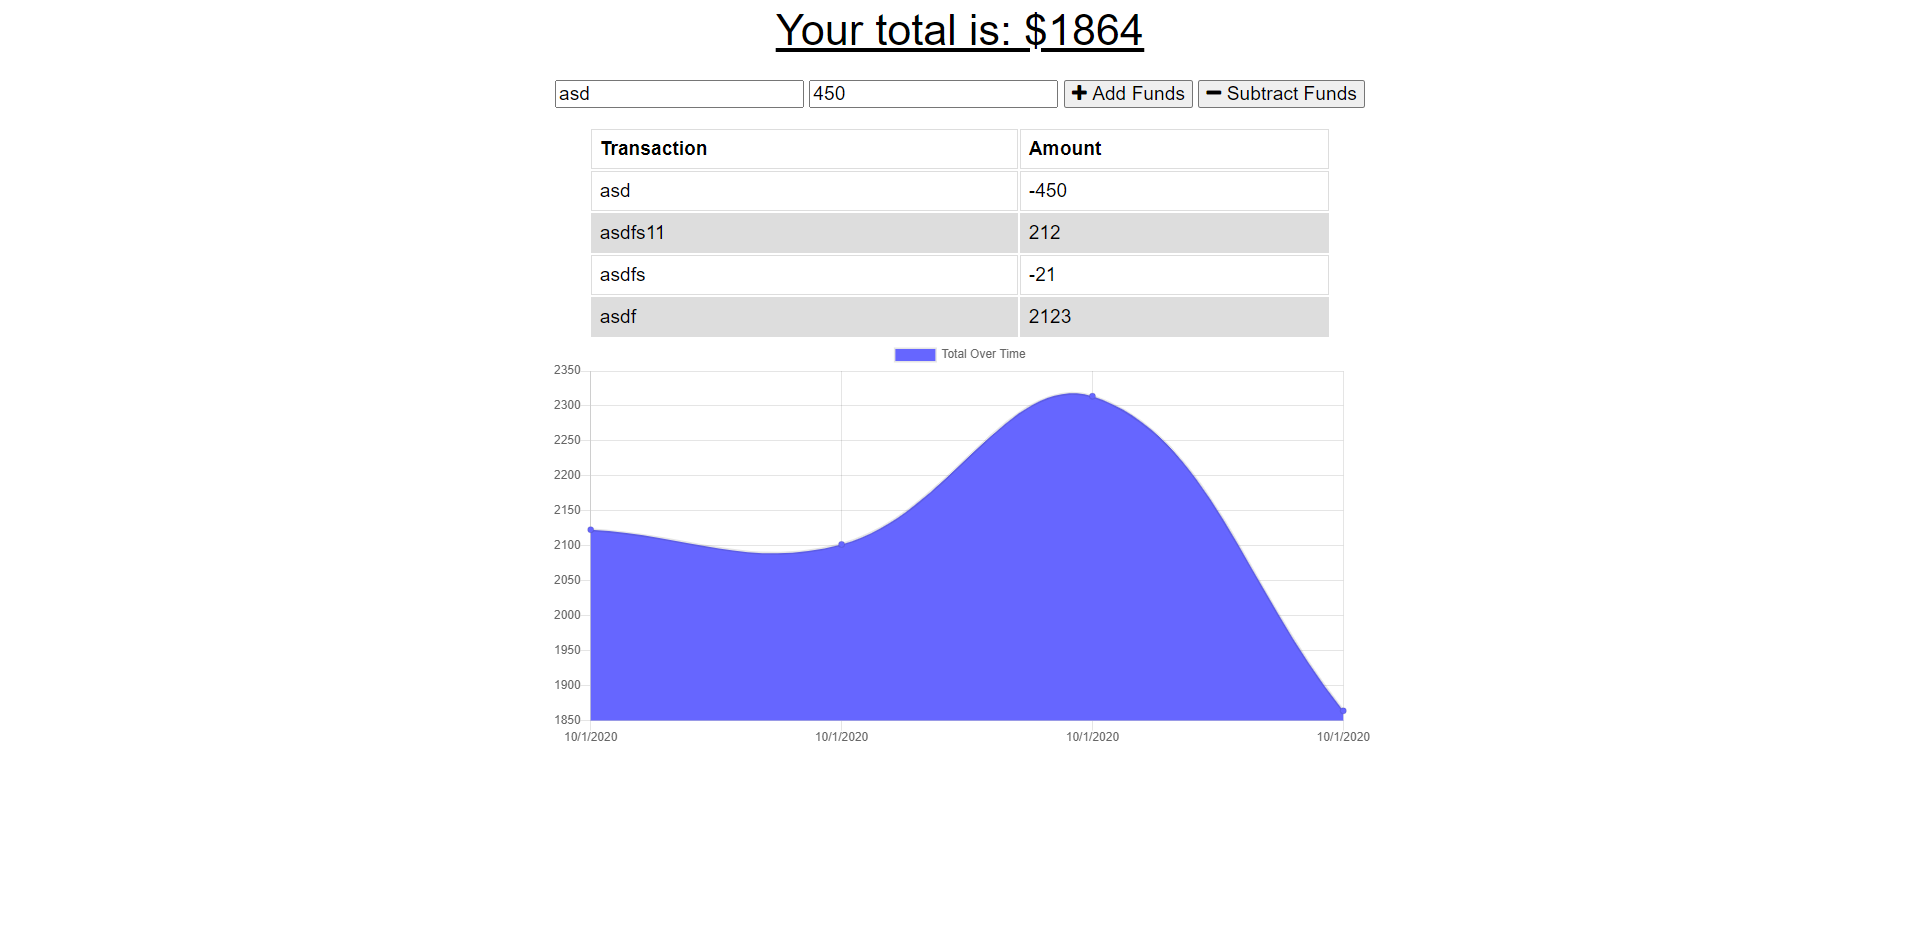 Your total is: $1864
asd 450 Add Funds Subtract Funds
Transaction Amount
asd -450
asdfs11 212
asdfs -21
asdf 2123
Total Over Time
2350
2300
2250
2200
2150
2100
2050
2000
1950
1900
1850
10/1/2020 10/1/2020 10/1/2020 10/1/2020